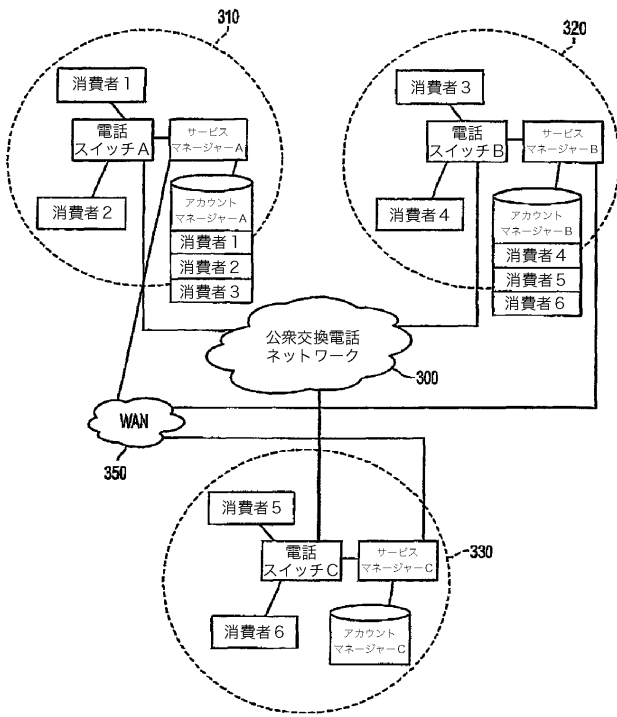 310
消費者1
電話
スイッチA
サービス
マネージャーA
消費者2
アカウント
マネージャーA
消費者1
消費者2
消費者3
320
消費者3
電話
スイッチB
サービス
マネージャーB
消費者4
アカウント
マネージャーB
消費者4
消費者5
消費者6
公衆交換電話
ネットワーク
300
WAN
350
消費者5
電話
スイッチC
サービス
マネージャーC
330
消費者6
アカウント
マネージャーC